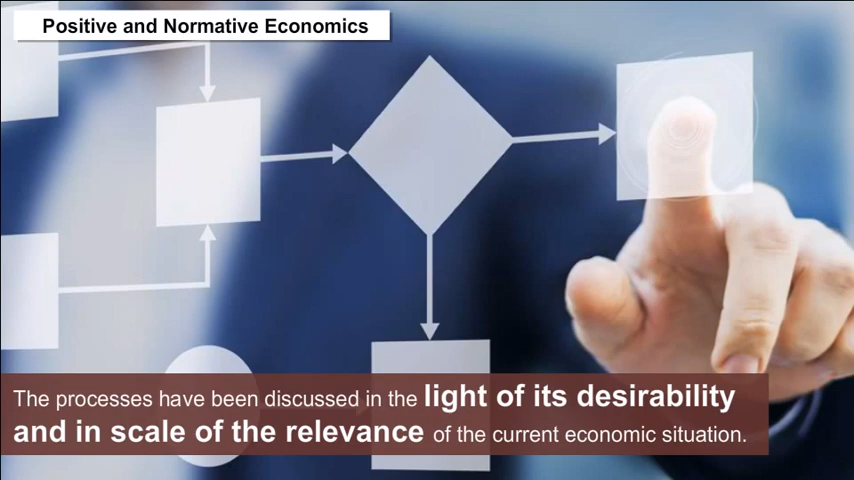 Positive and Normative Economics
The processes have been discussed in the light of its desirability
and in scale of the relevance of the current economic situation.